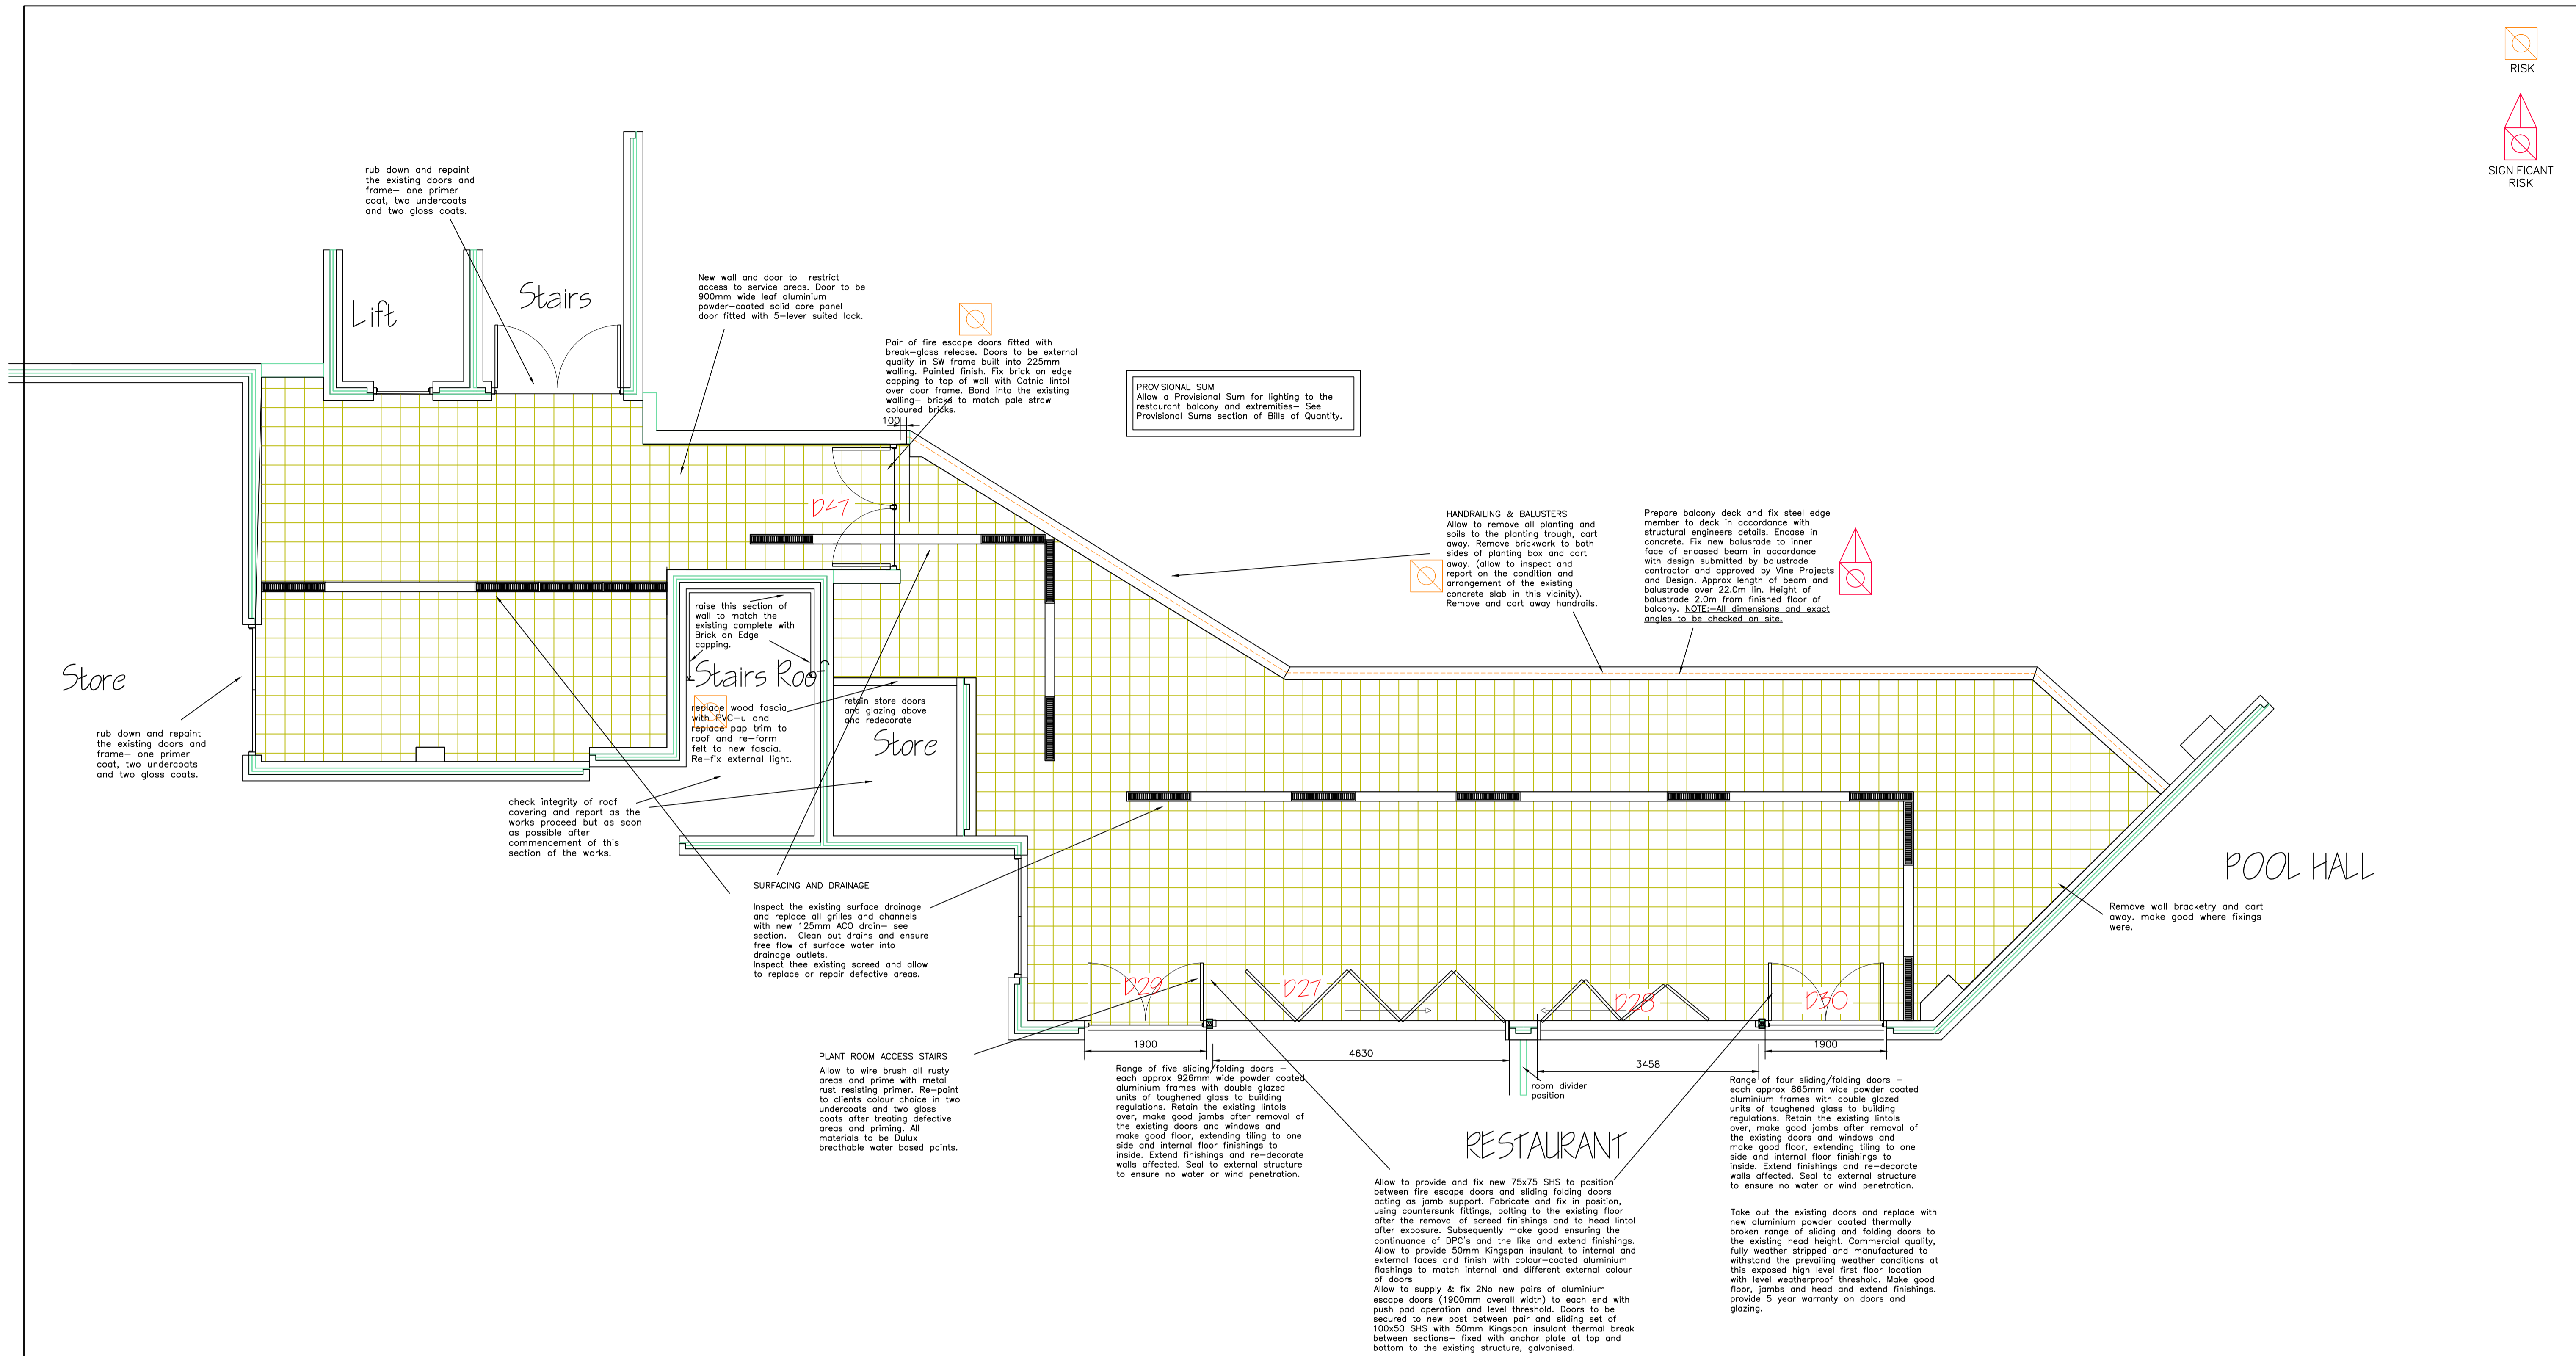 RISK
SIGNIFICANT
RISK
rub down and repaint
the existing doors and
frame– one primer
coat, two undercoats
and two gloss coats.
Lift
Stairs
New wall and door to  restrict
access to service areas. Door to be
900mm wide leaf aluminium
powder–coated solid core panel
door fitted with 5–lever suited lock.
Pair of fire escape doors fitted with
break–glass release. Doors to be external
quality in SW frame built into 225mm
walling. Painted finish. Fix brick on edge
capping to top of wall with Catnic lintol
over door frame. Bond into the existing
walling– bricks to match pale straw
coloured bricks.
100
PROVISIONAL SUM
Allow a Provisional Sum for lighting to the
restaurant balcony and extremities– See
Provisional Sums section of Bills of Quantity.
D47
HANDRAILING & BALUSTERS
Allow to remove all planting and
soils to the planting trough, cart
away. Remove brickwork to both
sides of planting box and cart
away. (allow to inspect and
report on the condition and
arrangement of the existing
concrete slab in this vicinity).
Remove and cart away handrails.
Prepare balcony deck and fix steel edge
member to deck in accordance with
structural engineers details. Encase in
concrete. Fix new balusrade to inner
face of encased beam in accordance
with design submitted by balustrade
contractor and approved by Vine Projects
and Design. Approx length of beam and
balustrade over 22.0m lin. Height of
balustrade 2.0m from finished floor of
balcony. NOTE:–All dimensions and exact
angles to be checked on site.
raise this section of
wall to match the
existing complete with
Brick on Edge
capping.
Stairs Roof
Store
rub down and repaint
the existing doors and
frame– one primer
coat, two undercoats
and two gloss coats.
replace wood fascia
with PVC–u and
replace pap trim to
roof and re–form
felt to new fascia.
Re–fix external light.
retain store doors
and glazing above
and redecorate
Store
check integrity of roof
covering and report as the
works proceed but as soon
as possible after
commencement of this
section of the works.
SURFACING AND DRAINAGE
Inspect the existing surface drainage
and replace all grilles and channels
with new 125mm ACO drain– see
section.  Clean out drains and ensure
free flow of surface water into
drainage outlets.
Inspect thee existing screed and allow
to replace or repair defective areas.
POOL HALL
Remove wall bracketry and cart
away. make good where fixings
were.
D29
D27
D28
D30
1900
4630
3458
1900
PLANT ROOM ACCESS STAIRS
Allow to wire brush all rusty
areas and prime with metal
rust resisting primer. Re–paint
to clients colour choice in two
undercoats and two gloss
coats after treating defective
areas and priming. All
materials to be Dulux
breathable water based paints.
Range of five sliding/folding doors –
each approx 926mm wide powder coated
aluminium frames with double glazed
units of toughened glass to building
regulations. Retain the existing lintols
over, make good jambs after removal of
the existing doors and windows and
make good floor, extending tiling to one
side and internal floor finishings to
inside. Extend finishings and re–decorate
walls affected. Seal to external structure
to ensure no water or wind penetration.
room divider
position
RESTAURANT
Range of four sliding/folding doors –
each approx 865mm wide powder coated
aluminium frames with double glazed
units of toughened glass to building
regulations. Retain the existing lintols
over, make good jambs after removal of
the existing doors and windows and
make good floor, extending tiling to one
side and internal floor finishings to
inside. Extend finishings and re–decorate
walls affected. Seal to external structure
to ensure no water or wind penetration.
Allow to provide and fix new 75x75 SHS to position
between fire escape doors and sliding folding doors
acting as jamb support. Fabricate and fix in position,
using countersunk fittings, bolting to the existing floor
after the removal of screed finishings and to head lintol
after exposure. Subsequently make good ensuring the
continuance of DPC's and the like and extend finishings.
Allow to provide 50mm Kingspan insulant to internal and
external faces and finish with colour–coated aluminium
flashings to match internal and different external colour
of doors
Allow to supply & fix 2No new pairs of aluminium
escape doors (1900mm overall width) to each end with
push pad operation and level threshold. Doors to be
secured to new post between pair and sliding set of
100x50 SHS with 50mm Kingspan insulant thermal break
between sections– fixed with anchor plate at top and
bottom to the existing structure, galvanised.
Take out the existing doors and replace with
new aluminium powder coated thermally
broken range of sliding and folding doors to
the existing head height. Commercial quality,
fully weather stripped and manufactured to
withstand the prevailing weather conditions at
this exposed high level first floor location
with level weatherproof threshold. Make good
floor, jambs and head and extend finishings.
provide 5 year warranty on doors and
glazing.